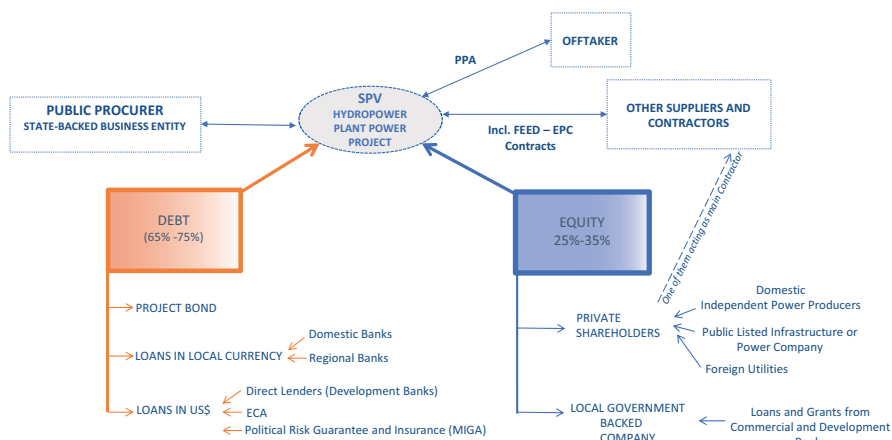 OFFTAKER
PPA
SPV
HYDROPOWER
PLANT POWER
PROJECT
PUBLIC PROCURER
STATE-BACKED BUSINESS ENTITY
OTHER SUPPLIERS AND
CONTRACTORS
Incl. FEED – EPC
Contracts
DEBT
(65% -75%)
EQUITY
25%-35%
One of them acting as main Contractor
PROJECT BOND
LOANS IN LOCAL CURRENCY
Domestic Banks
Regional Banks
LOANS IN US$
Direct Lenders (Development Banks)
ECA
Political Risk Guarantee and Insurance (MIGA)
PRIVATE
SHAREHOLDERS
Domestic
Independent Power Producers
Public Listed Infrastructure or
Power Company
Foreign Utilities
LOCAL GOVERNMENT
BACKED
COMPANY
Loans and Grants from
Commercial and Development